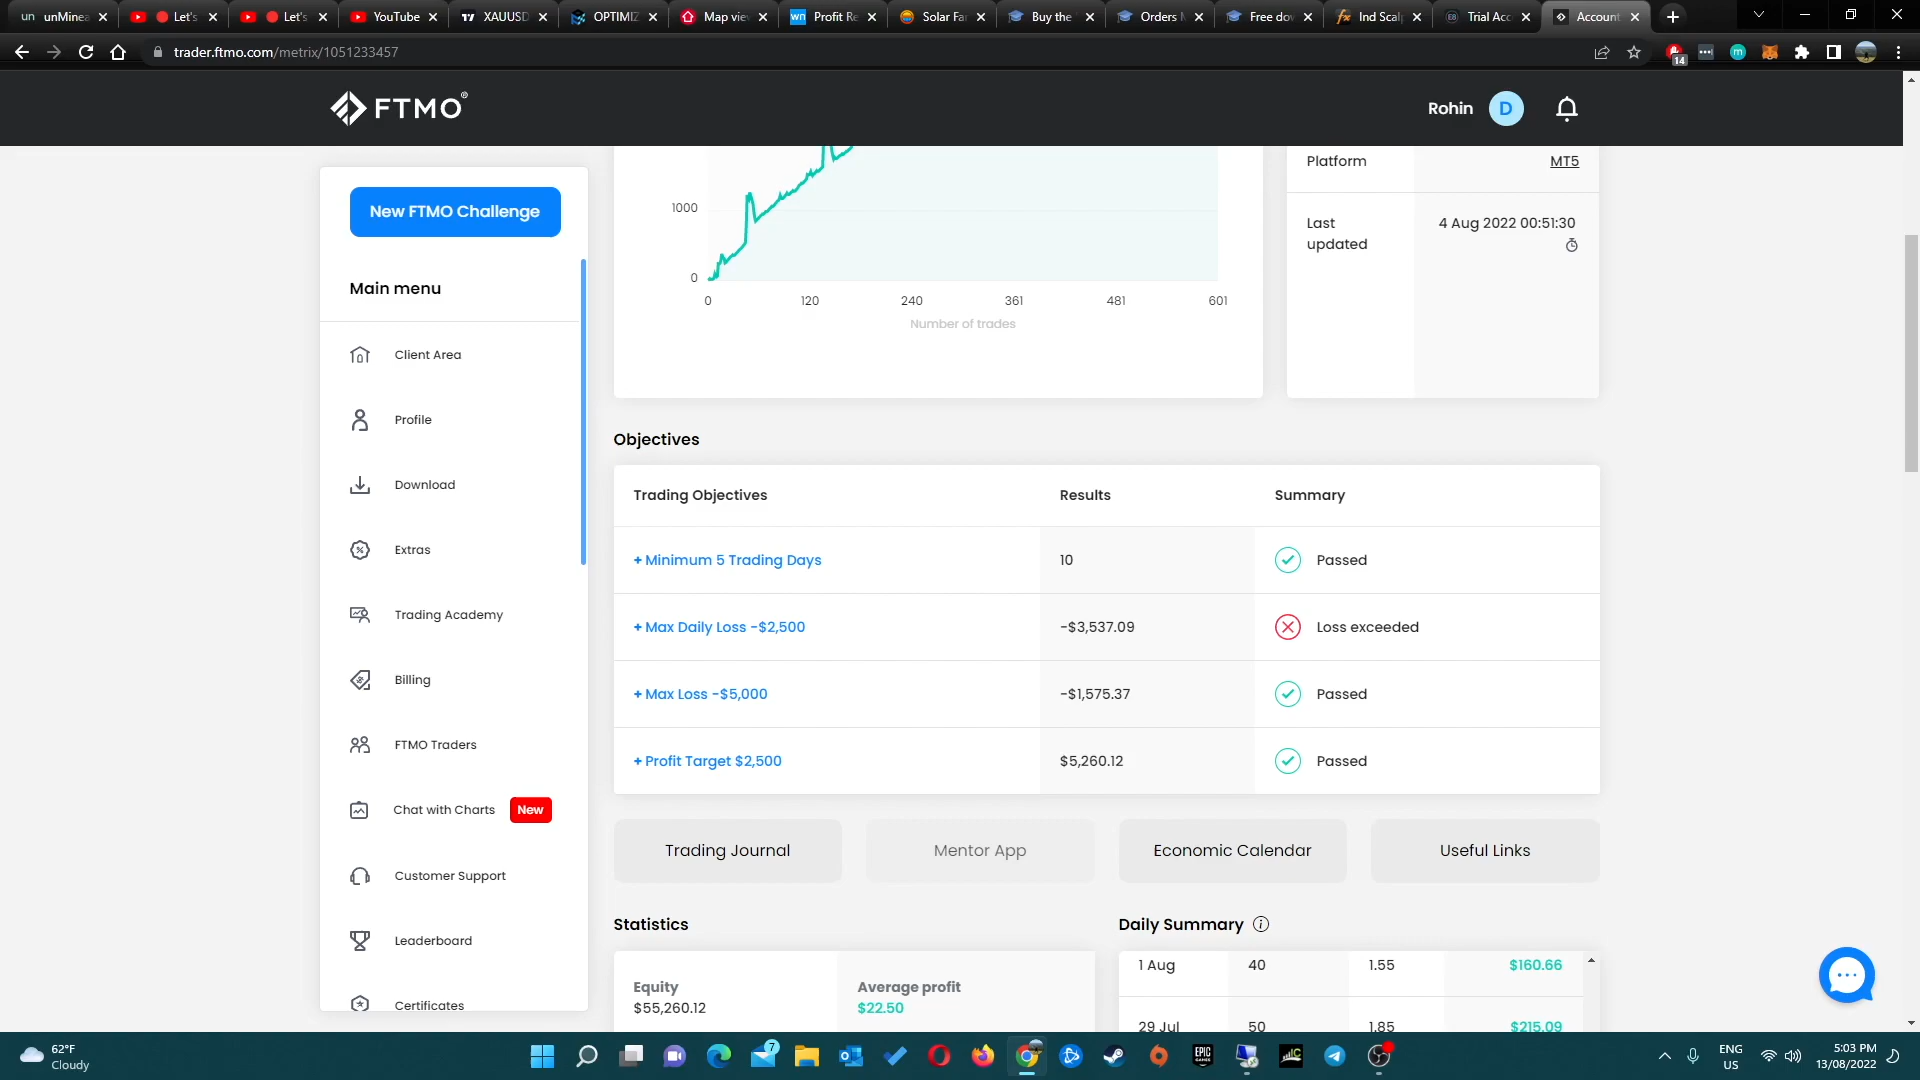 unMinea
Let's
Let's
YouTube
XAUUSD
OPTIMIZ
Map vie
Profit Re
Solar Fa
Buy the
Orders M
Free dov
Ind Scalp
Trial Acc
Account
trader.ftmo.com/metrix/1051233457
14
FTMO®
Rohin
D
New FTMO Challenge
Main menu
Client Area
Profile
Download
Extras
Trading Academy
Billing
FTMO Traders
Chat with Charts New
Customer Support
Leaderboard
Certificates
1000
0
0 120 240 361 481 601
Number of trades
Platform MT5
Last updated 4 Aug 2022 00:51:30
Objectives
Trading Objectives Results Summary
+ Minimum 5 Trading Days 10 Passed
+ Max Daily Loss -$2,500 -$3,537.09 Loss exceeded
+ Max Loss -$5,000 -$1,575.37 Passed
+ Profit Target $2,500 $5,260.12 Passed
Trading Journal
Mentor App
Economic Calendar
Useful Links
Statistics
Equity Average profit
$55,260.12 $22.50
Daily Summary
1 Aug 40 1.55 $160.66
29 Jul 50 1.85 $215.09
62°F
Cloudy
7
EPIC GAMES
ENG
US
5:03 PM
13/08/2022